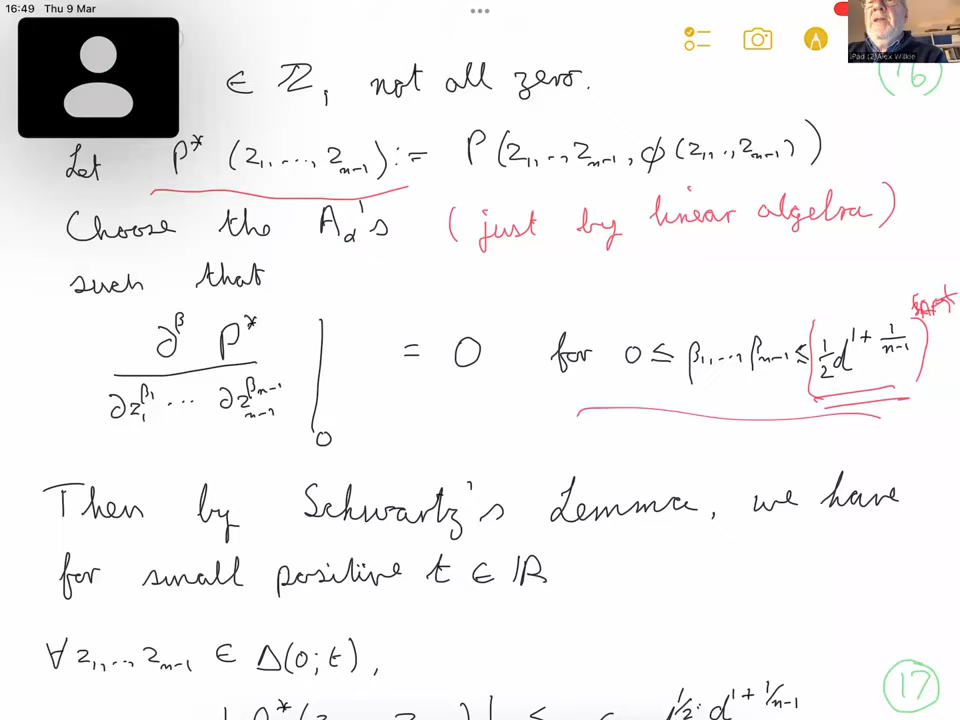 16:49 Thu 9 Mar
iPad (2) Alex Wilkie
∈ ℤ, not all zero.
(16)
Let P*(z₁,...,zₙ₋₁) := P(z₁,..,zₙ₋₁, ϕ(z₁,..,zₙ₋₁))
Choose the A_α's (just by linear algebra)
such that
∂^β P* / ∂z₁^β₁ ... ∂zₙ₋₁^βₙ₋₁ |₀ = 0 for 0 ≤ β₁,...,βₙ₋₁ ≤ (½d^{1+1/(n-1)})
Then by Schwartz's Lemma, we have
for small positive t ∈ ℝ
∀z₁,..,zₙ₋₁ ∈ Δ(0;t),
(17)